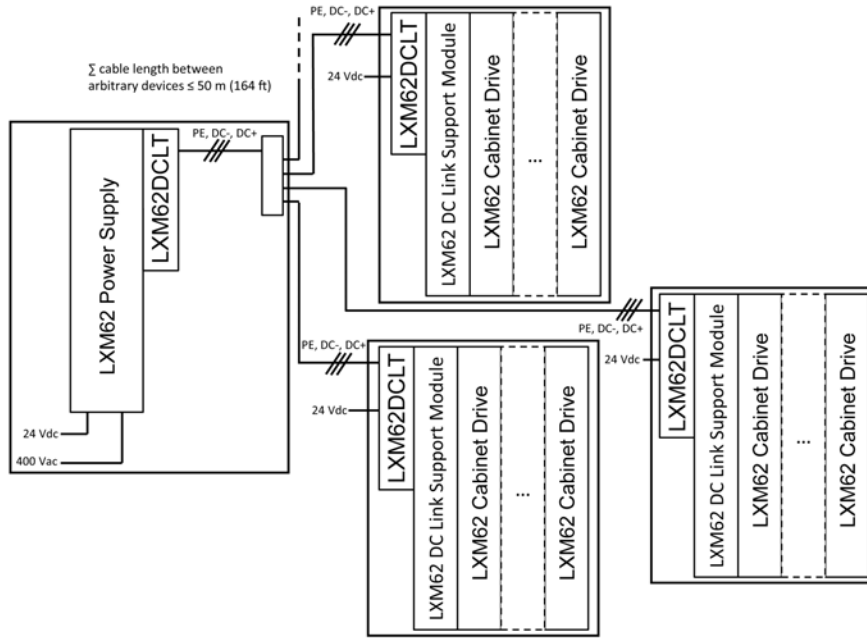 ∑ cable length between
arbitrary devices ≤ 50 m (164 ft)
LXM62 Power Supply
LXM62DCLT
PE, DC-, DC+
24 Vdc
400 Vac
PE, DC-, DC+
24 Vdc
LXM62DCLT
LXM62 DC Link Support Module
LXM62 Cabinet Drive
...
LXM62 Cabinet Drive
PE, DC-, DC+
24 Vdc
LXM62DCLT
LXM62 DC Link Support Module
LXM62 Cabinet Drive
...
LXM62 Cabinet Drive
PE, DC-, DC+
24 Vdc
LXM62DCLT
LXM62 DC Link Support Module
LXM62 Cabinet Drive
...
LXM62 Cabinet Drive